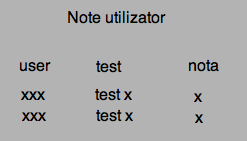 Note utilizator
user test nota
xxx test x x
xxx test x x